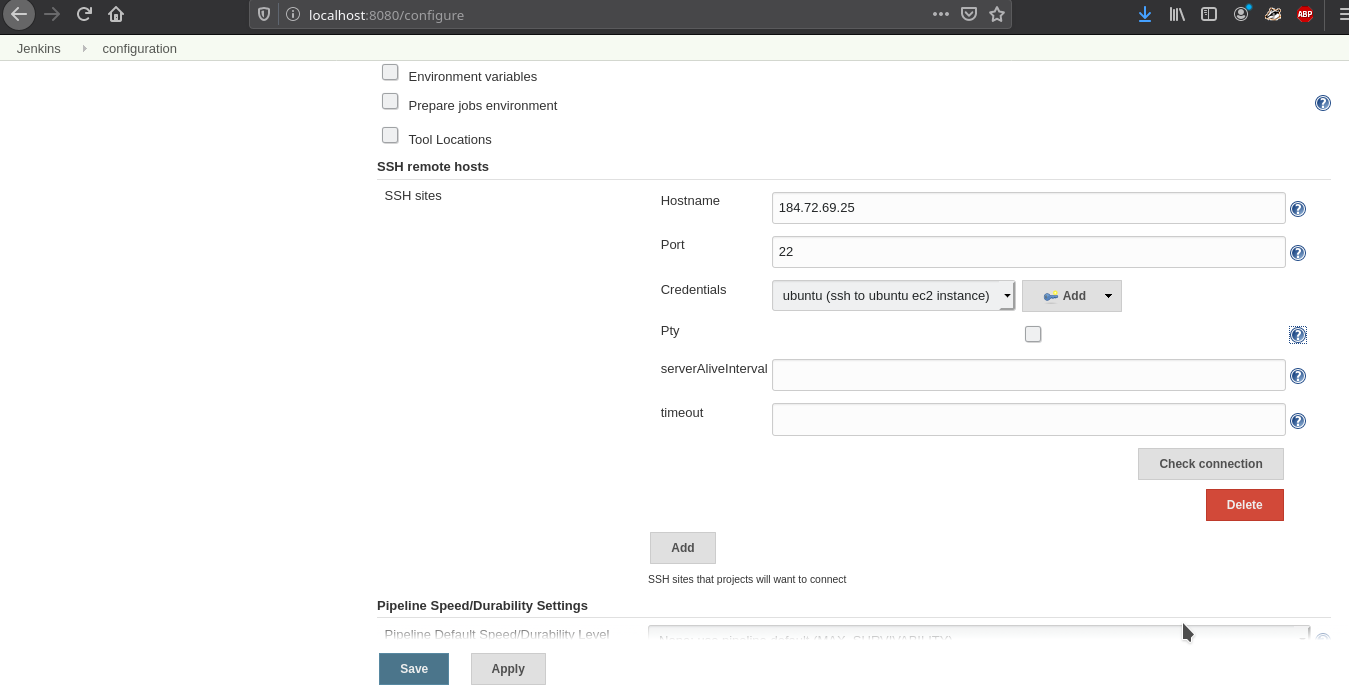 localhost:8080/configure
ABP
Jenkins configuration
Environment variables
Prepare jobs environment
Tool Locations
SSH remote hosts
SSH sites
Hostname 184.72.69.25
Port 22
Credentials ubuntu (ssh to ubuntu ec2 instance) Add
Pty
serverAliveInterval
timeout
Check connection
Delete
Add
SSH sites that projects will want to connect
Pipeline Speed/Durability Settings
Pipeline Default Speed/Durability Level
Save Apply